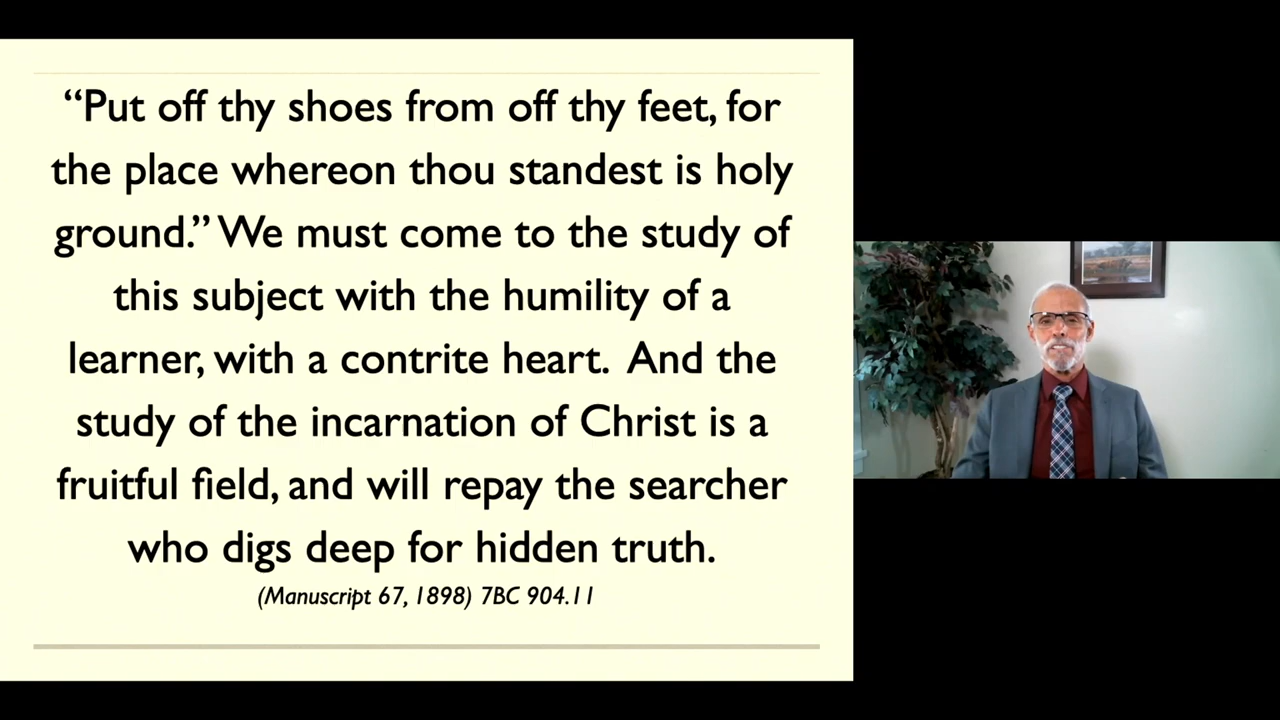 “Put off thy shoes from off thy feet, for
the place whereon thou standest is holy
ground.” We must come to the study of
this subject with the humility of a
learner, with a contrite heart.  And the
study of the incarnation of Christ is a
fruitful field, and will repay the searcher
who digs deep for hidden truth.
(Manuscript 67, 1898) 7BC 904.11